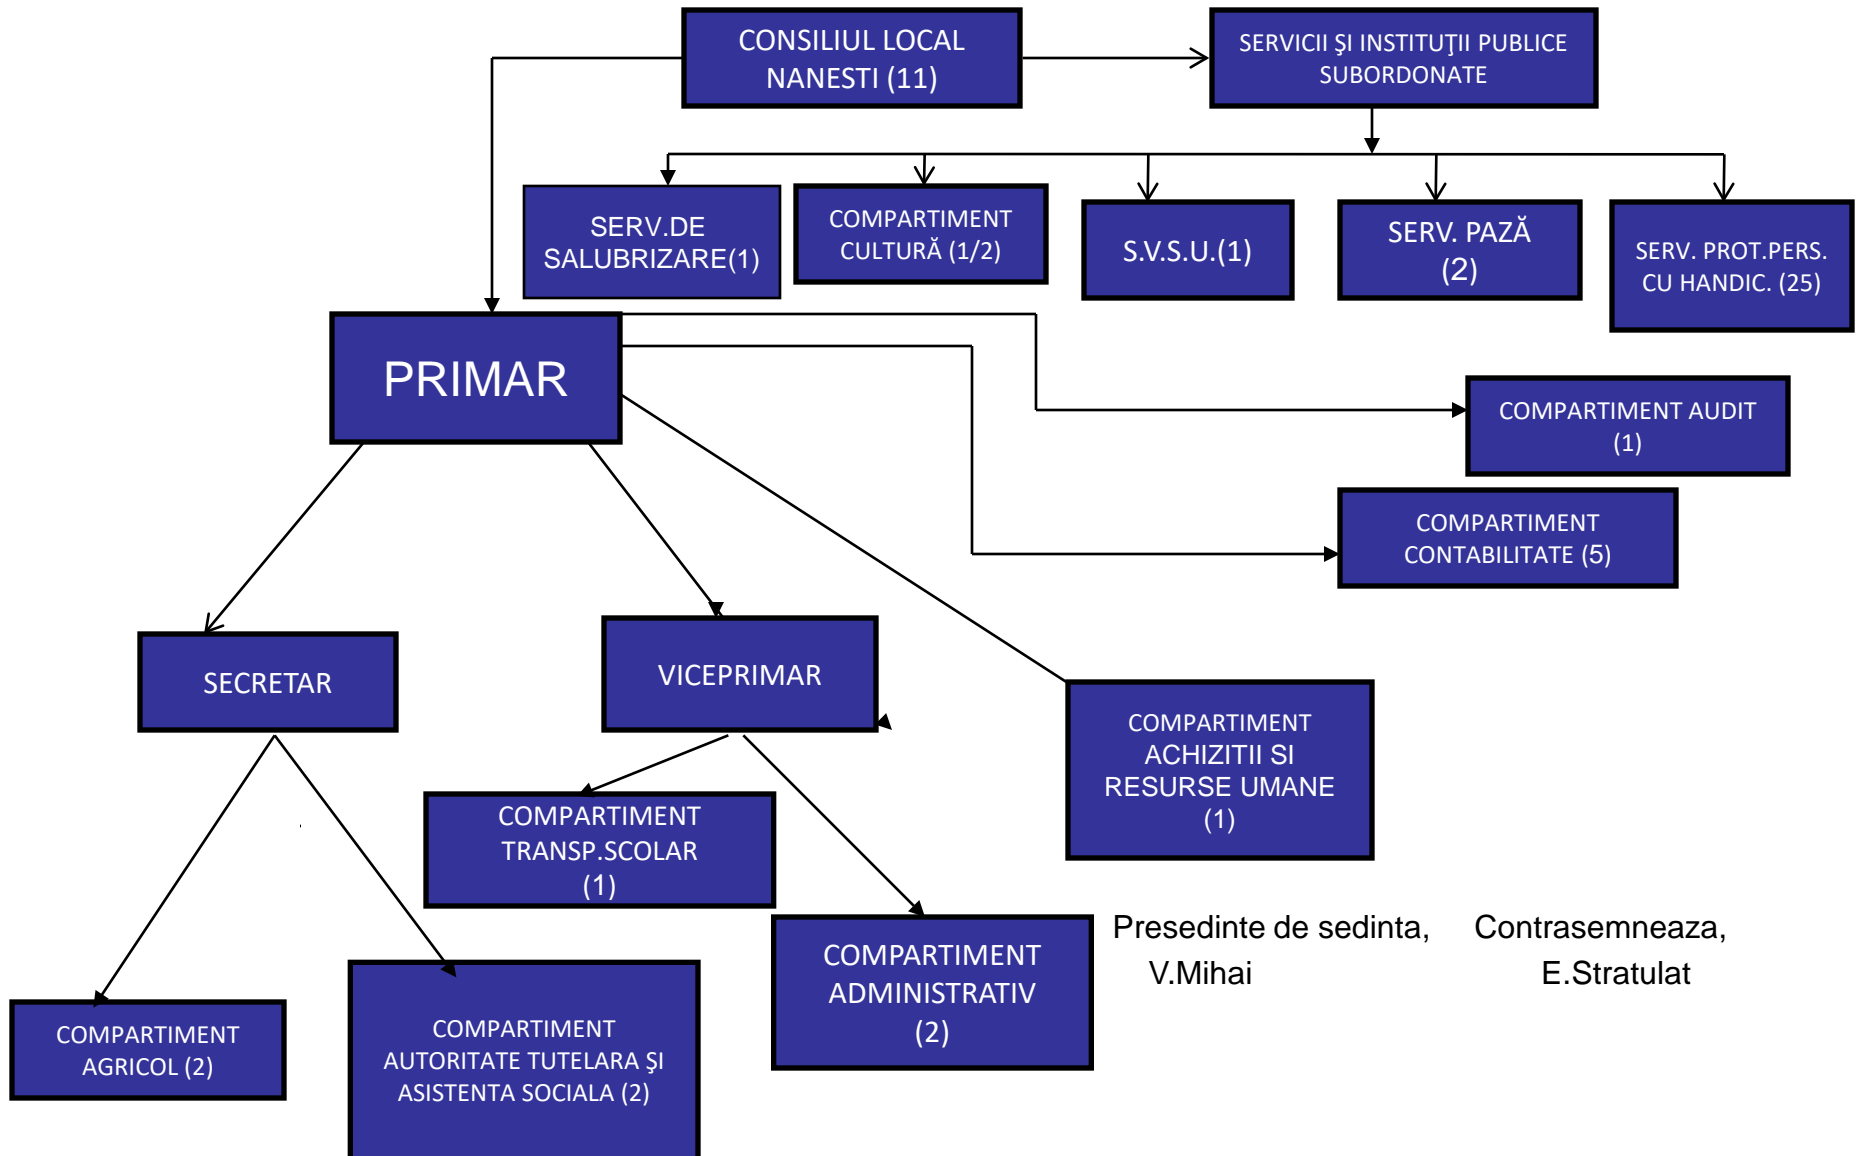 CONSILIUL LOCAL
NANESTI (11)
SERVICII ŞI INSTITUŢII PUBLICE
SUBORDONATE
SERV.DE
SALUBRIZARE(1)
COMPARTIMENT
CULTURĂ (1/2)
S.V.S.U.(1)
SERV. PAZĂ
(2)
SERV. PROT.PERS.
CU HANDIC. (25)
PRIMAR
COMPARTIMENT AUDIT
(1)
COMPARTIMENT
CONTABILITATE (5)
SECRETAR
VICEPRIMAR
COMPARTIMENT
ACHIZITII SI
RESURSE UMANE
(1)
COMPARTIMENT
TRANSP.SCOLAR
(1)
COMPARTIMENT
ADMINISTRATIV
(2)
Presedinte de sedinta, Contrasemneaza,
V.Mihai E.Stratulat
COMPARTIMENT
AGRICOL (2)
COMPARTIMENT
AUTORITATE TUTELARA ŞI
ASISTENTA SOCIALA (2)